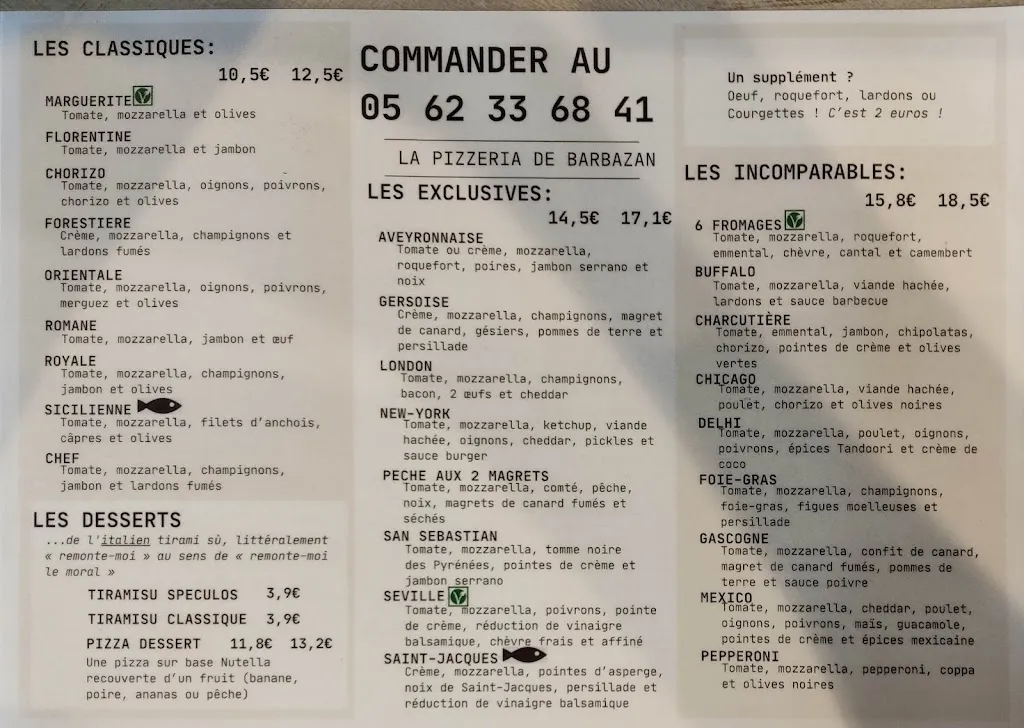 LES CLASSIQUES:
10,5€ 12,5€
MARGUERITE V
Tomate, mozzarella et olives
FLORENTINE
Tomate, mozzarella et jambon
CHORIZO
Tomate, mozzarella, oignons, poivrons,
chorizo et olives
FORESTIERE
Crème, mozzarella, champignons et
lardons fumés
ORIENTALE
Tomate, mozzarella, oignons, poivrons,
merguez et olives
ROMANE
Tomate, mozzarella, jambon et œuf
ROYALE
Tomate, mozzarella, champignons,
jambon et olives
SICILIENNE
Tomate, mozzarella, filets d'anchois,
câpres et olives
CHEF
Tomate, mozzarella, champignons,
jambon et lardons fumés
LES DESSERTS
...de l'italien tirami sù, littéralement
« remonte-moi » au sens de « remonte-moi
le moral »
TIRAMISU SPECULOS 3,9€
TIRAMISU CLASSIQUE 3,9€
PIZZA DESSERT 11,8€ 13,2€
Une pizza sur base Nutella
recouverte d'un fruit (banane,
poire, ananas ou pêche)
COMMANDER AU
05 62 33 68 41
LA PIZZERIA DE BARBAZAN
LES EXCLUSIVES:
14,5€ 17,1€
AVEYRONNAISE
Tomate ou crème, mozzarella,
roquefort, poires, jambon serrano et
noix
GERSOISE
Crème, mozzarella, champignons, magret
de canard, gésiers, pommes de terre et
persillade
LONDON
Tomate, mozzarella, champignons,
bacon, 2 œufs et cheddar
NEW-YORK
Tomate, mozzarella, ketchup, viande
hachée, oignons, cheddar, pickles et
sauce burger
PECHE AUX 2 MAGRETS
Tomate, mozzarella, comté, pêche,
noix, magrets de canard fumés et
séchés
SAN SEBASTIAN
Tomate, mozzarella, tomme noire
des Pyrénées, pointes de crème et
jambon serrano
SEVILLE V
Tomate, mozzarella, poivrons, pointe
de crème, réduction de vinaigre
balsamique, chèvre frais et affiné
SAINT-JACQUES
Crème, mozzarella, pointes d'asperge,
noix de Saint-Jacques, persillade et
réduction de vinaigre balsamique
Un supplément ?
Oeuf, roquefort, lardons ou
Courgettes ! C'est 2 euros !
LES INCOMPARABLES:
15,8€ 18,5€
6 FROMAGES V
Tomate, mozzarella, roquefort,
emmental, chèvre, cantal et camembert
BUFFALO
Tomate, mozzarella, viande hachée,
lardons et sauce barbecue
CHARCUTIÈRE
Tomate, emmental, jambon, chipolatas,
chorizo, pointes de crème et olives
vertes
CHICAGO
Tomate, mozzarella, viande hachée,
poulet, chorizo et olives noires
DELHI
Tomate, mozzarella, poulet, oignons,
poivrons, épices Tandoori et crème de
coco
FOIE-GRAS
Tomate, mozzarella, champignons,
foie-gras, figues moelleuses et
persillade
GASCOGNE
Tomate, mozzarella, confit de canard,
magret de canard fumés, pommes de
terre et sauce poivre
MEXICO
Tomate, mozzarella, cheddar, poulet,
oignons, poivrons, maïs, guacamole,
pointes de crème et épices mexicaine
PEPPERONI
Tomate, mozzarella, pepperoni, coppa
et olives noires